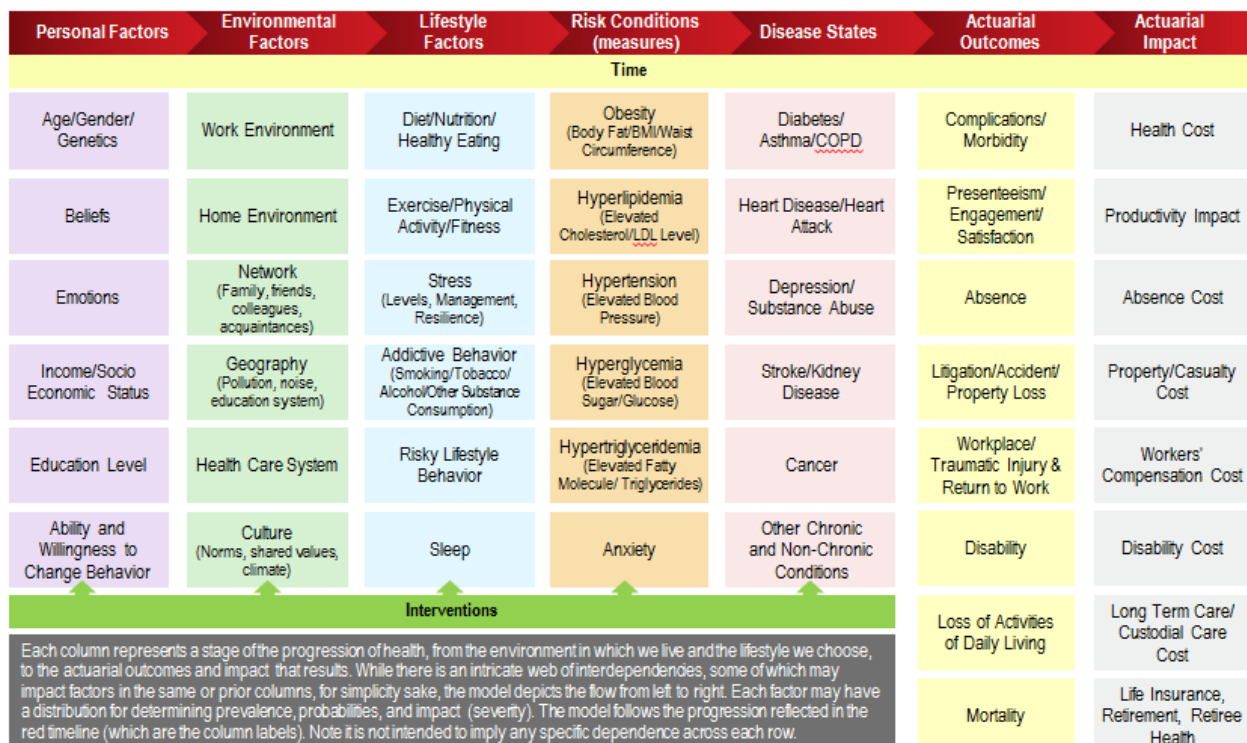 Personal Factors
Environmental
Factors
Lifestyle
Factors
Risk Conditions
(measures)
Disease States
Actuarial
Outcomes
Actuarial
Impact
Time
Age/Gender/
Genetics
Work Environment
Diet/Nutrition/
Healthy Eating
Obesity
(Body Fat/BMI/Waist
Circumference)
Diabetes/
Asthma/COPD
Complications/
Morbidity
Health Cost
Beliefs
Home Environment
Exercise/Physical
Activity/Fitness
Hyperlipidemia
(Elevated
Cholesterol/LDL Level)
Heart Disease/Heart
Attack
Presenteeism/
Engagement/
Satisfaction
Productivity Impact
Emotions
Network
(Family, friends,
colleagues,
acquaintances)
Stress
(Levels, Management,
Resilience)
Hypertension
(Elevated Blood
Pressure)
Depression/
Substance Abuse
Absence
Absence Cost
Income/Socio
Economic Status
Geography
(Pollution, noise,
education system)
Addictive Behavior
(Smoking/Tobacco/
Alcohol/Other Substance
Consumption)
Hyperglycemia
(Elevated Blood
Sugar/Glucose)
Stroke/Kidney
Disease
Litigation/Accident/
Property Loss
Property/Casualty
Cost
Education Level
Health Care System
Risky Lifestyle
Behavior
Hypertriglyceridemia
(Elevated Fatty
Molecule/ Triglycerides)
Cancer
Workplace/
Traumatic Injury &
Return to Work
Workers'
Compensation Cost
Ability and
Willingness to
Change Behavior
Culture
(Norms, shared values,
climate)
Sleep
Anxiety
Other Chronic
and Non-Chronic
Conditions
Disability
Disability Cost
Interventions
Loss of Activities
of Daily Living
Long Term Care/
Custodial Care
Cost
Each column represents a stage of the progression of health, from the environment in which we live and the lifestyle we choose,
to the actuarial outcomes and impact that results. While there is an intricate web of interdependencies, some of which may
impact factors in the same or prior columns, for simplicity sake, the model depicts the flow from left to right. Each factor may have
a distribution for determining prevalence, probabilities, and impact (severity). The model follows the progression reflected in the
red timeline (which are the column labels). Note it is not intended to imply any specific dependence across each row.
Mortality
Life Insurance,
Retirement, Retiree
Health